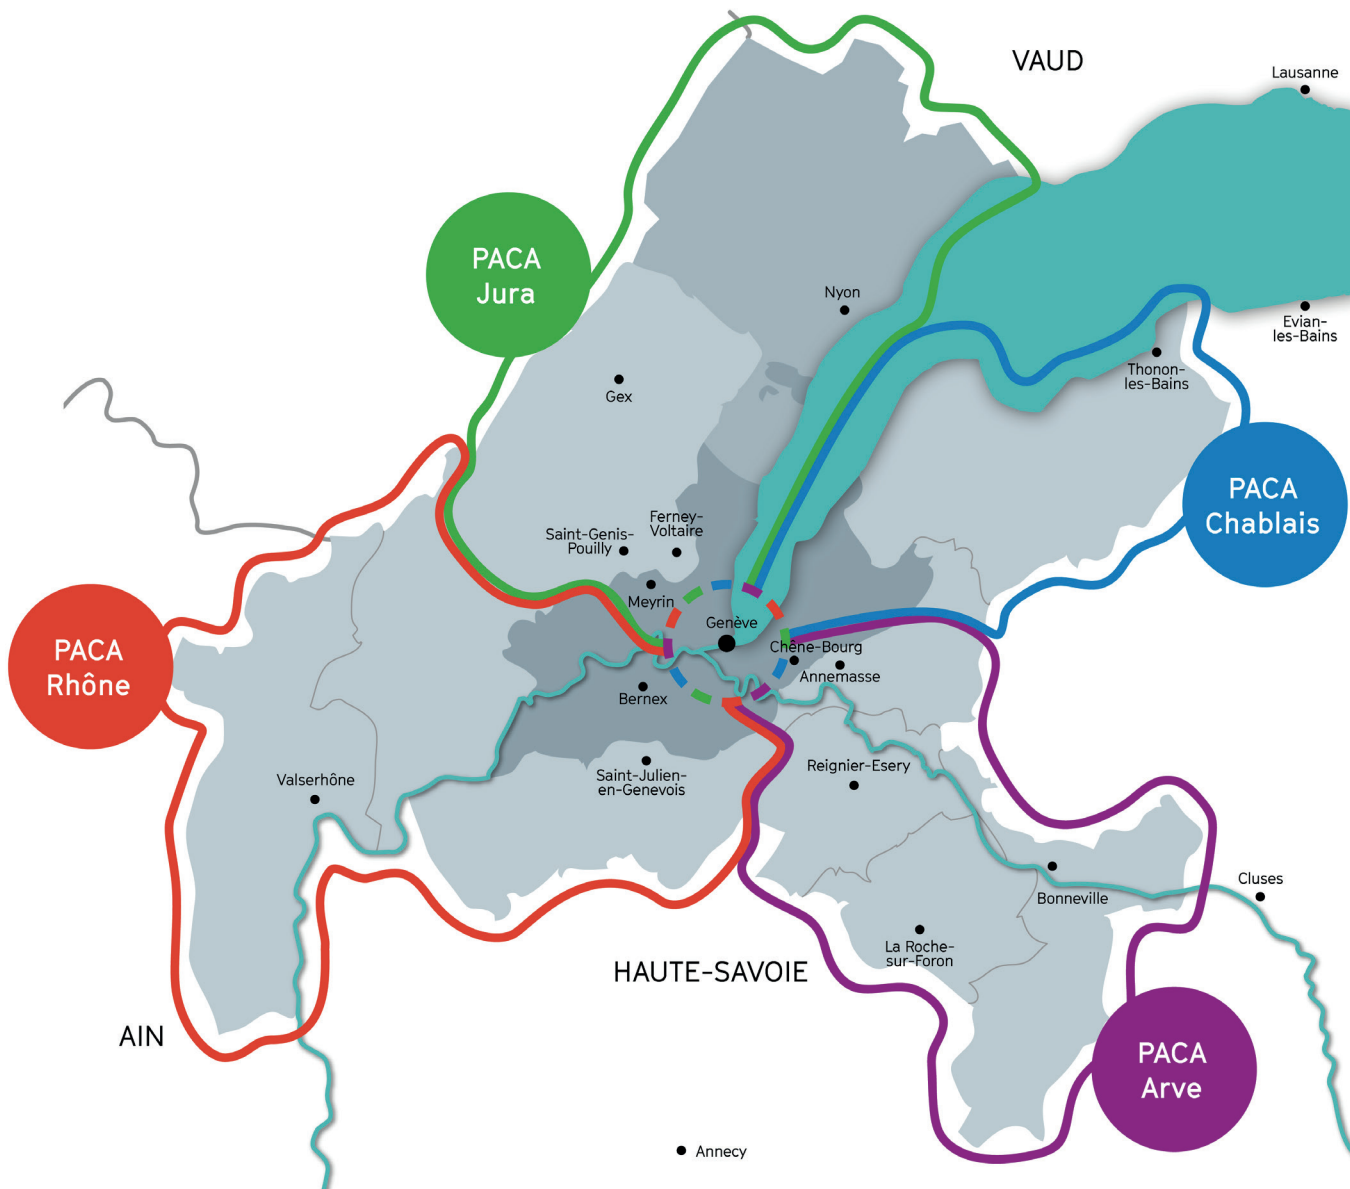 VAUD
Lausanne
PACA
Jura
Nyon
Evian-
les-Bains
Thonon-
les-Bains
Gex
PACA
Chablais
Ferney-
Voltaire
Saint-Genis-
Pouilly
Meyrin
Genève
PACA
Rhône
Chêne-Bourg
Annemasse
Bernex
Saint-Julien-
en-Genevois
Reignier-Esery
Valserhône
Cluses
Bonneville
La Roche-
sur-Foron
HAUTE-SAVOIE
AIN
PACA
Arve
Annecy